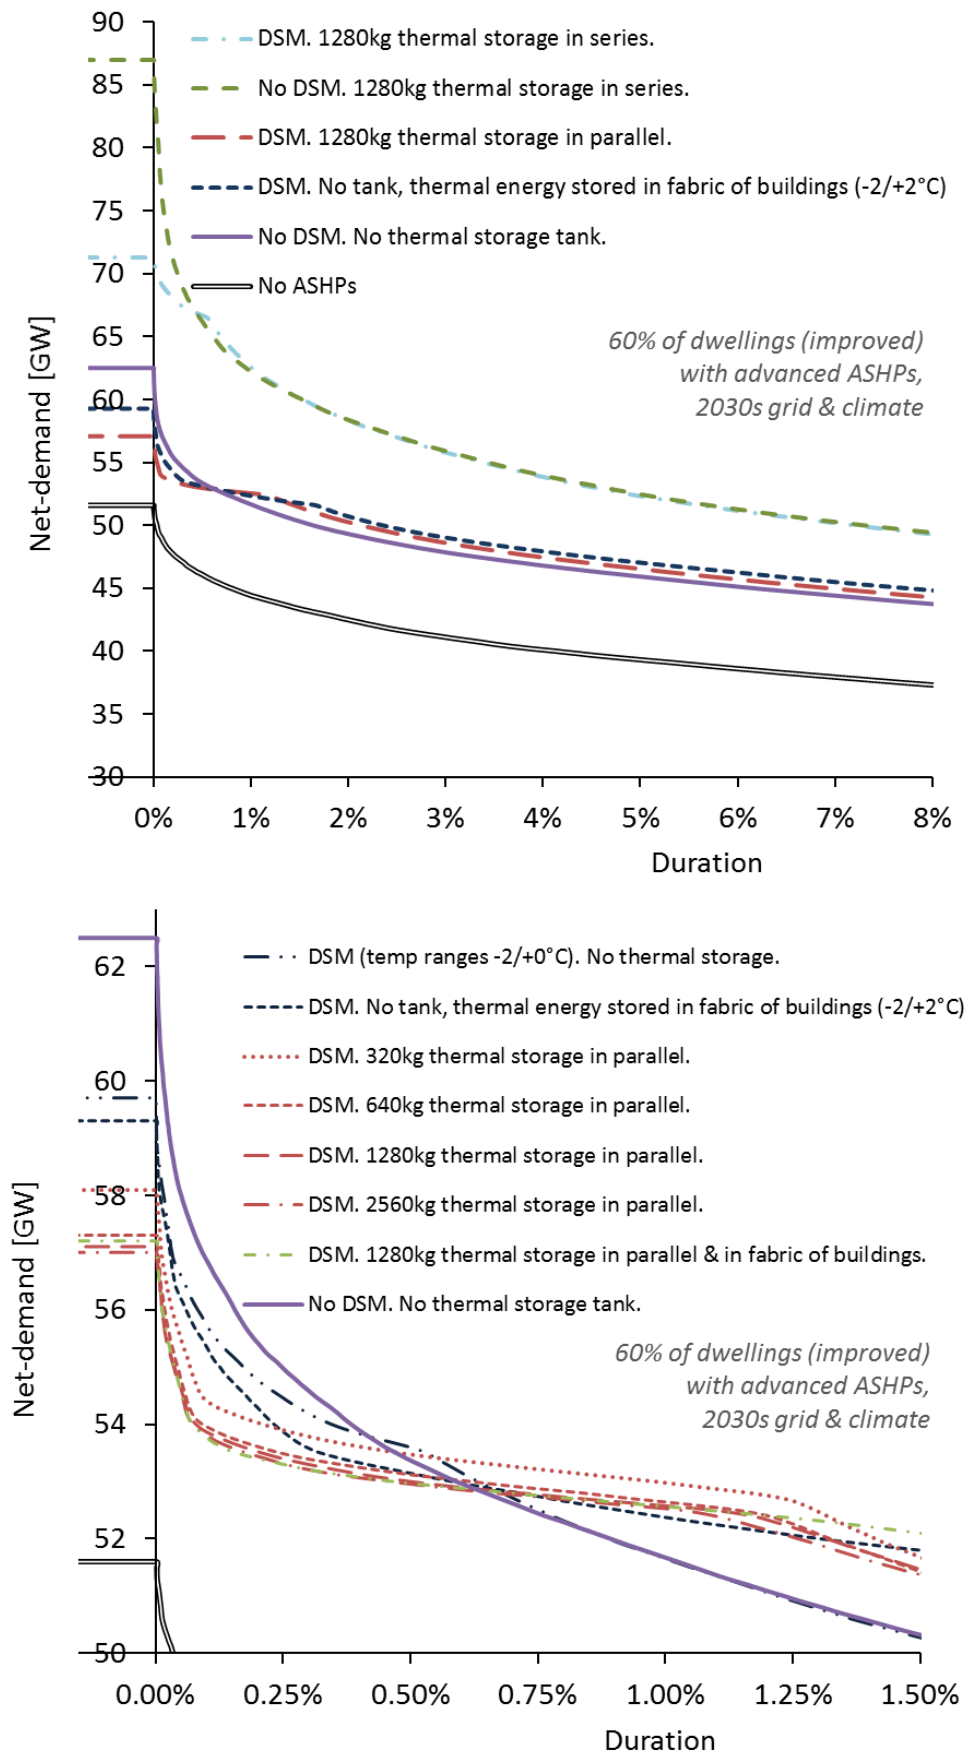 90
85
80
75
70
65
60
55
50
45
40
35
30
Net-demand [GW]
DSM. 1280kg thermal storage in series.
No DSM. 1280kg thermal storage in series.
DSM. 1280kg thermal storage in parallel.
DSM. No tank, thermal energy stored in fabric of buildings (-2/+2°C)
No DSM. No thermal storage tank.
No ASHPs
60% of dwellings (improved)
with advanced ASHPs,
2030s grid & climate
0% 1% 2% 3% 4% 5% 6% 7% 8%
Duration
62
60
58
56
54
52
50
Net-demand [GW]
DSM (temp ranges -2/+0°C). No thermal storage.
DSM. No tank, thermal energy stored in fabric of buildings (-2/+2°C)
DSM. 320kg thermal storage in parallel.
DSM. 640kg thermal storage in parallel.
DSM. 1280kg thermal storage in parallel.
DSM. 2560kg thermal storage in parallel.
DSM. 1280kg thermal storage in parallel & in fabric of buildings.
No DSM. No thermal storage tank.
60% of dwellings (improved)
with advanced ASHPs,
2030s grid & climate
0.00% 0.25% 0.50% 0.75% 1.00% 1.25% 1.50%
Duration